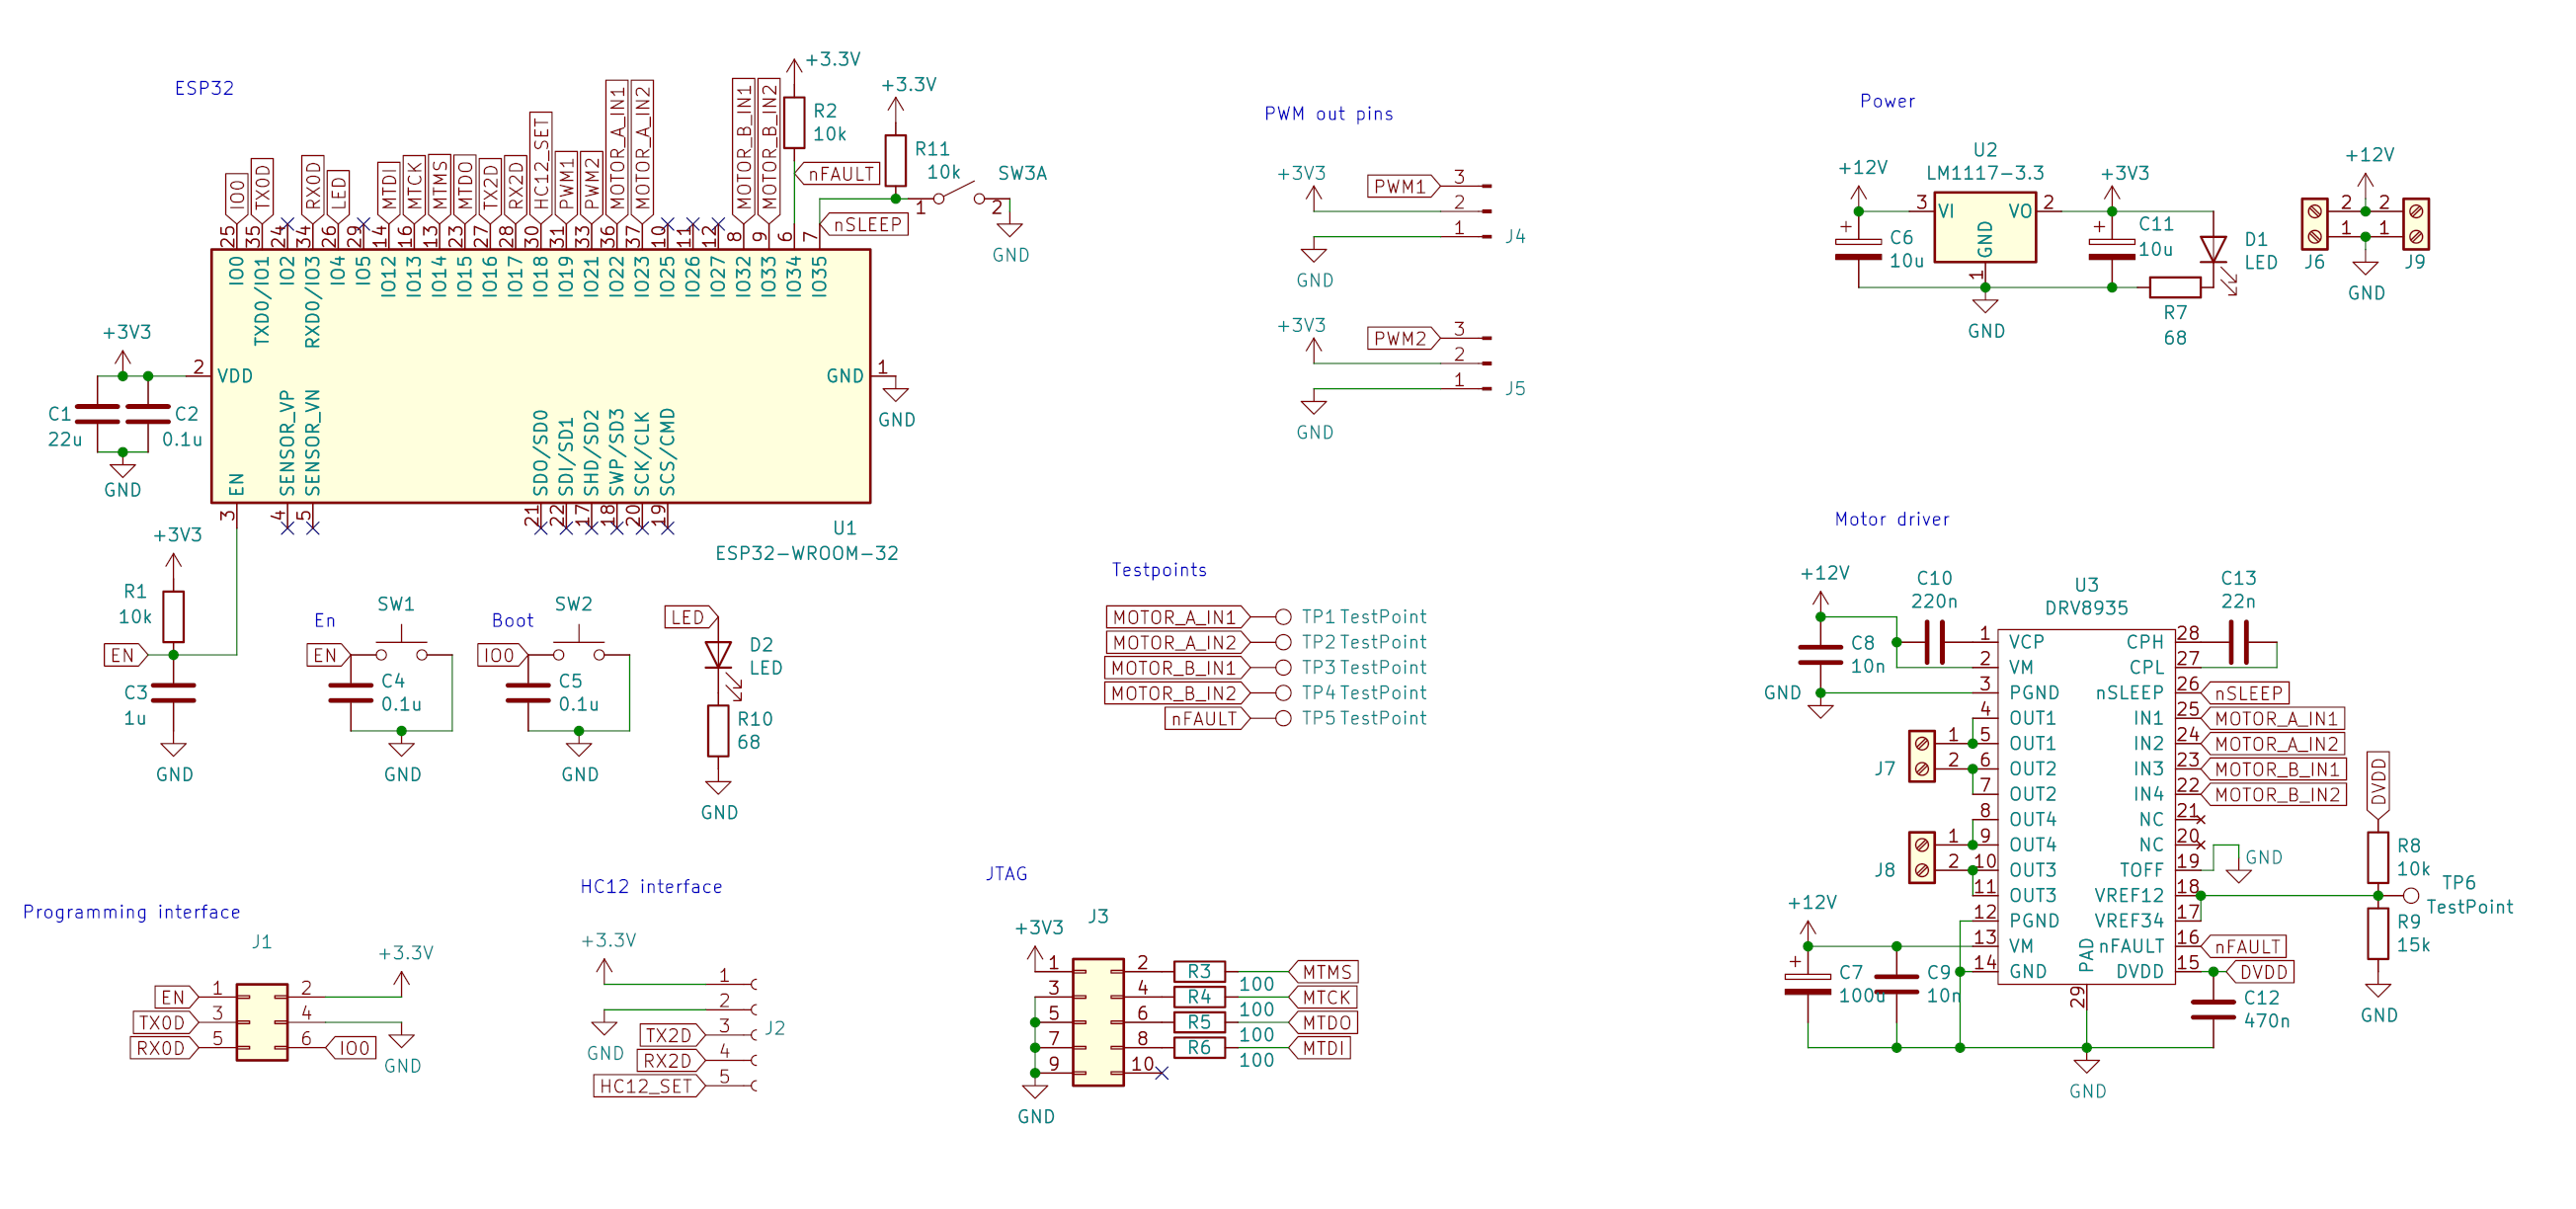 ESP32
IO0
TX0D
RX0D
LED
MTDI
MTCK
MTMS
MTDO
TX2D
RX2D
HC12_SET
PWM1
PWM2
MOTOR_A_IN1
MOTOR_A_IN2
MOTOR_B_IN1
MOTOR_B_IN2
+3.3V
R2
10k
nFAULT
+3.3V
R11
10k
SW3A
1
2
GND
nSLEEP
25
35
24
34
26
29
14
16
13
23
27
28
30
31
33
36
37
10
11
12
8
9
6
7
IO0
TXD0/IO1
IO2
RXD0/IO3
IO4
IO5
IO12
IO13
IO14
IO15
IO16
IO17
IO18
IO19
IO21
IO22
IO23
IO25
IO26
IO27
IO32
IO33
IO34
IO35
+3V3
2
VDD
GND
1
GND
C1
22u
C2
0.1u
GND
EN
SENSOR_VP
SENSOR_VN
SDO/SD0
SDI/SD1
SHD/SD2
SWP/SD3
SCK/CLK
SCS/CMD
3
4
5
21
22
17
18
20
19
U1
ESP32-WROOM-32
+3V3
R1
10k
EN
C3
1u
GND
En
SW1
EN
C4
0.1u
GND
Boot
SW2
IO0
C5
0.1u
GND
LED
D2
LED
R10
68
GND
Programming interface
J1
+3.3V
EN 1 2
TX0D 3 4
RX0D 5 6 IO0
GND
HC12 interface
+3.3V
1
2
GND
TX2D 3
RX2D 4
HC12_SET 5
J2
JTAG
J3
+3V3
1 2 R3 MTMS
100
3 4 R4 MTCK
100
5 6 R5 MTDO
100
7 8 R6 MTDI
100
9 10
GND
PWM out pins
+3V3
PWM1 3
2
1 J4
GND
+3V3
PWM2 3
2
1 J5
GND
Testpoints
MOTOR_A_IN1 TP1 TestPoint
MOTOR_A_IN2 TP2 TestPoint
MOTOR_B_IN1 TP3 TestPoint
MOTOR_B_IN2 TP4 TestPoint
nFAULT TP5 TestPoint
Power
+12V
U2
LM1117-3.3
3 VI
VO 2
GND
1
+
C6
10u
+3V3
+
C11
10u
D1
LED
R7
68
GND
+12V
2 2
1 1
J6
J9
GND
Motor driver
+12V
C10
220n
C8
10n
GND
U3
DRV8935
C13
22n
1 VCP CPH 28
2 VM CPL 27
3 PGND nSLEEP 26 nSLEEP
4 OUT1 IN1 25 MOTOR_A_IN1
1 5 OUT1 IN2 24 MOTOR_A_IN2
J7 2 6 OUT2 IN3 23 MOTOR_B_IN1
7 OUT2 IN4 22 MOTOR_B_IN2
8 OUT4 NC 21
1 9 OUT4 NC 20
J8 2 10 OUT3 TOFF 19
11 OUT3 VREF12 18
12 PGND VREF34 17
13 VM nFAULT 16 nFAULT
14 GND DVDD 15 DVDD
PAD
29
GND
GND
+12V
+
C7
100u
C9
10n
C12
470n
DVDD
R8
10k
TP6
TestPoint
R9
15k
GND